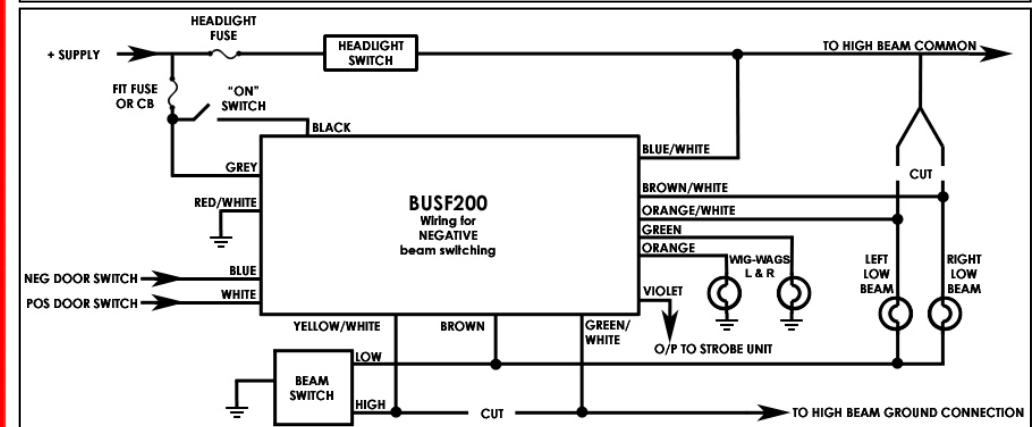 HEADLIGHT
FUSE
+ SUPPLY
HEADLIGHT
SWITCH
TO HIGH BEAM COMMON
FIT FUSE
OR CB
“ON”
SWITCH
BLACK
GREY
RED/WHITE
BUSF200
Wiring for
NEGATIVE
beam switching
BLUE/WHITE
CUT
BROWN/WHITE
ORANGE/WHITE
GREEN
ORANGE
WIG-WAGS
L & R
LEFT
LOW
BEAM
RIGHT
LOW
BEAM
NEG DOOR SWITCH
BLUE
POS DOOR SWITCH
WHITE
VIOLET
O/P TO STROBE UNIT
YELLOW/WHITE
BROWN
GREEN/
WHITE
BEAM
SWITCH
LOW
HIGH
CUT
TO HIGH BEAM GROUND CONNECTION